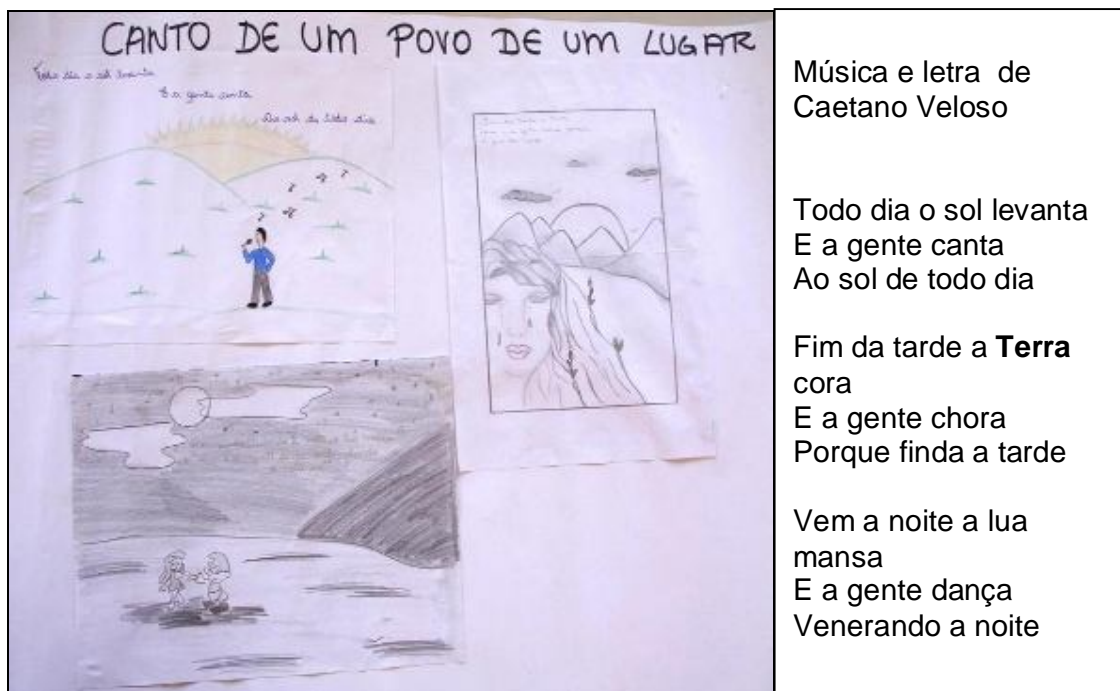 CANTO DE UM POVO DE UM LUGAR
Todo dia o sol levanta
E a gente canta
Ao sol de todo dia
Música e letra de
Caetano Veloso
Todo dia o sol levanta
E a gente canta
Ao sol de todo dia
Fim da tarde a Terra
cora
E a gente chora
Porque finda a tarde
Vem a noite a lua
mansa
E a gente dança
Venerando a noite